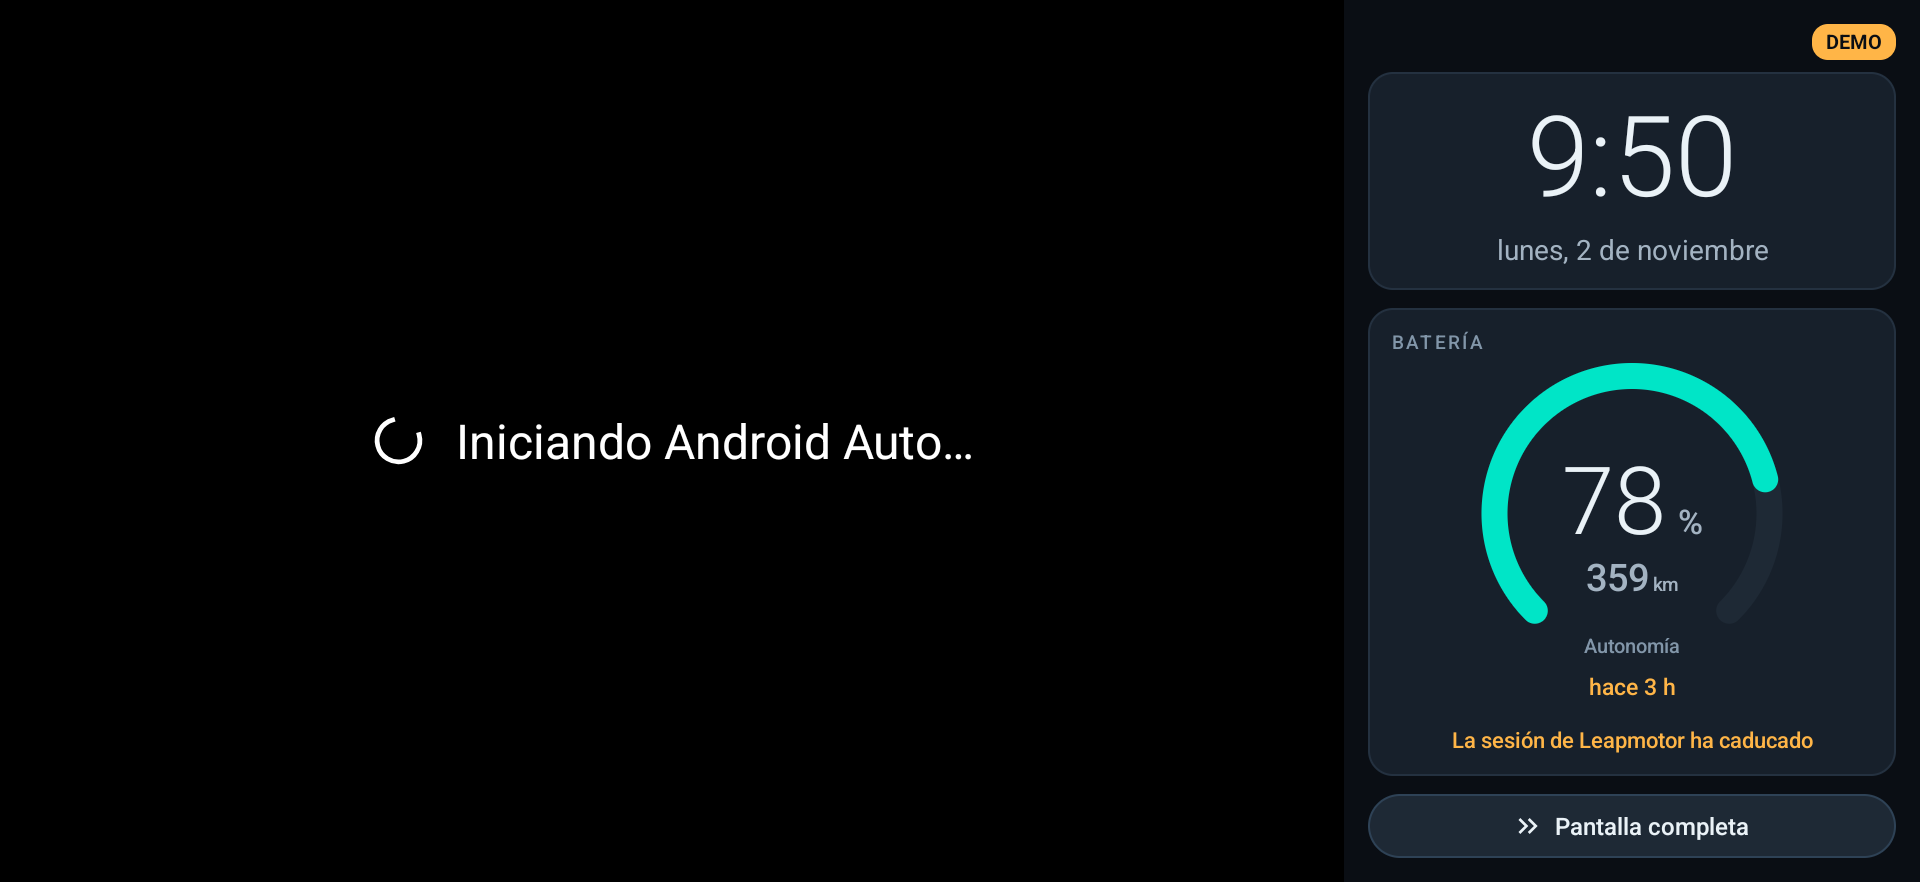 Iniciando Android Auto...
DEMO
9:50
lunes, 2 de noviembre
BATERÍA
78 %
359 km
Autonomía
hace 3 h
La sesión de Leapmotor ha caducado
Pantalla completa